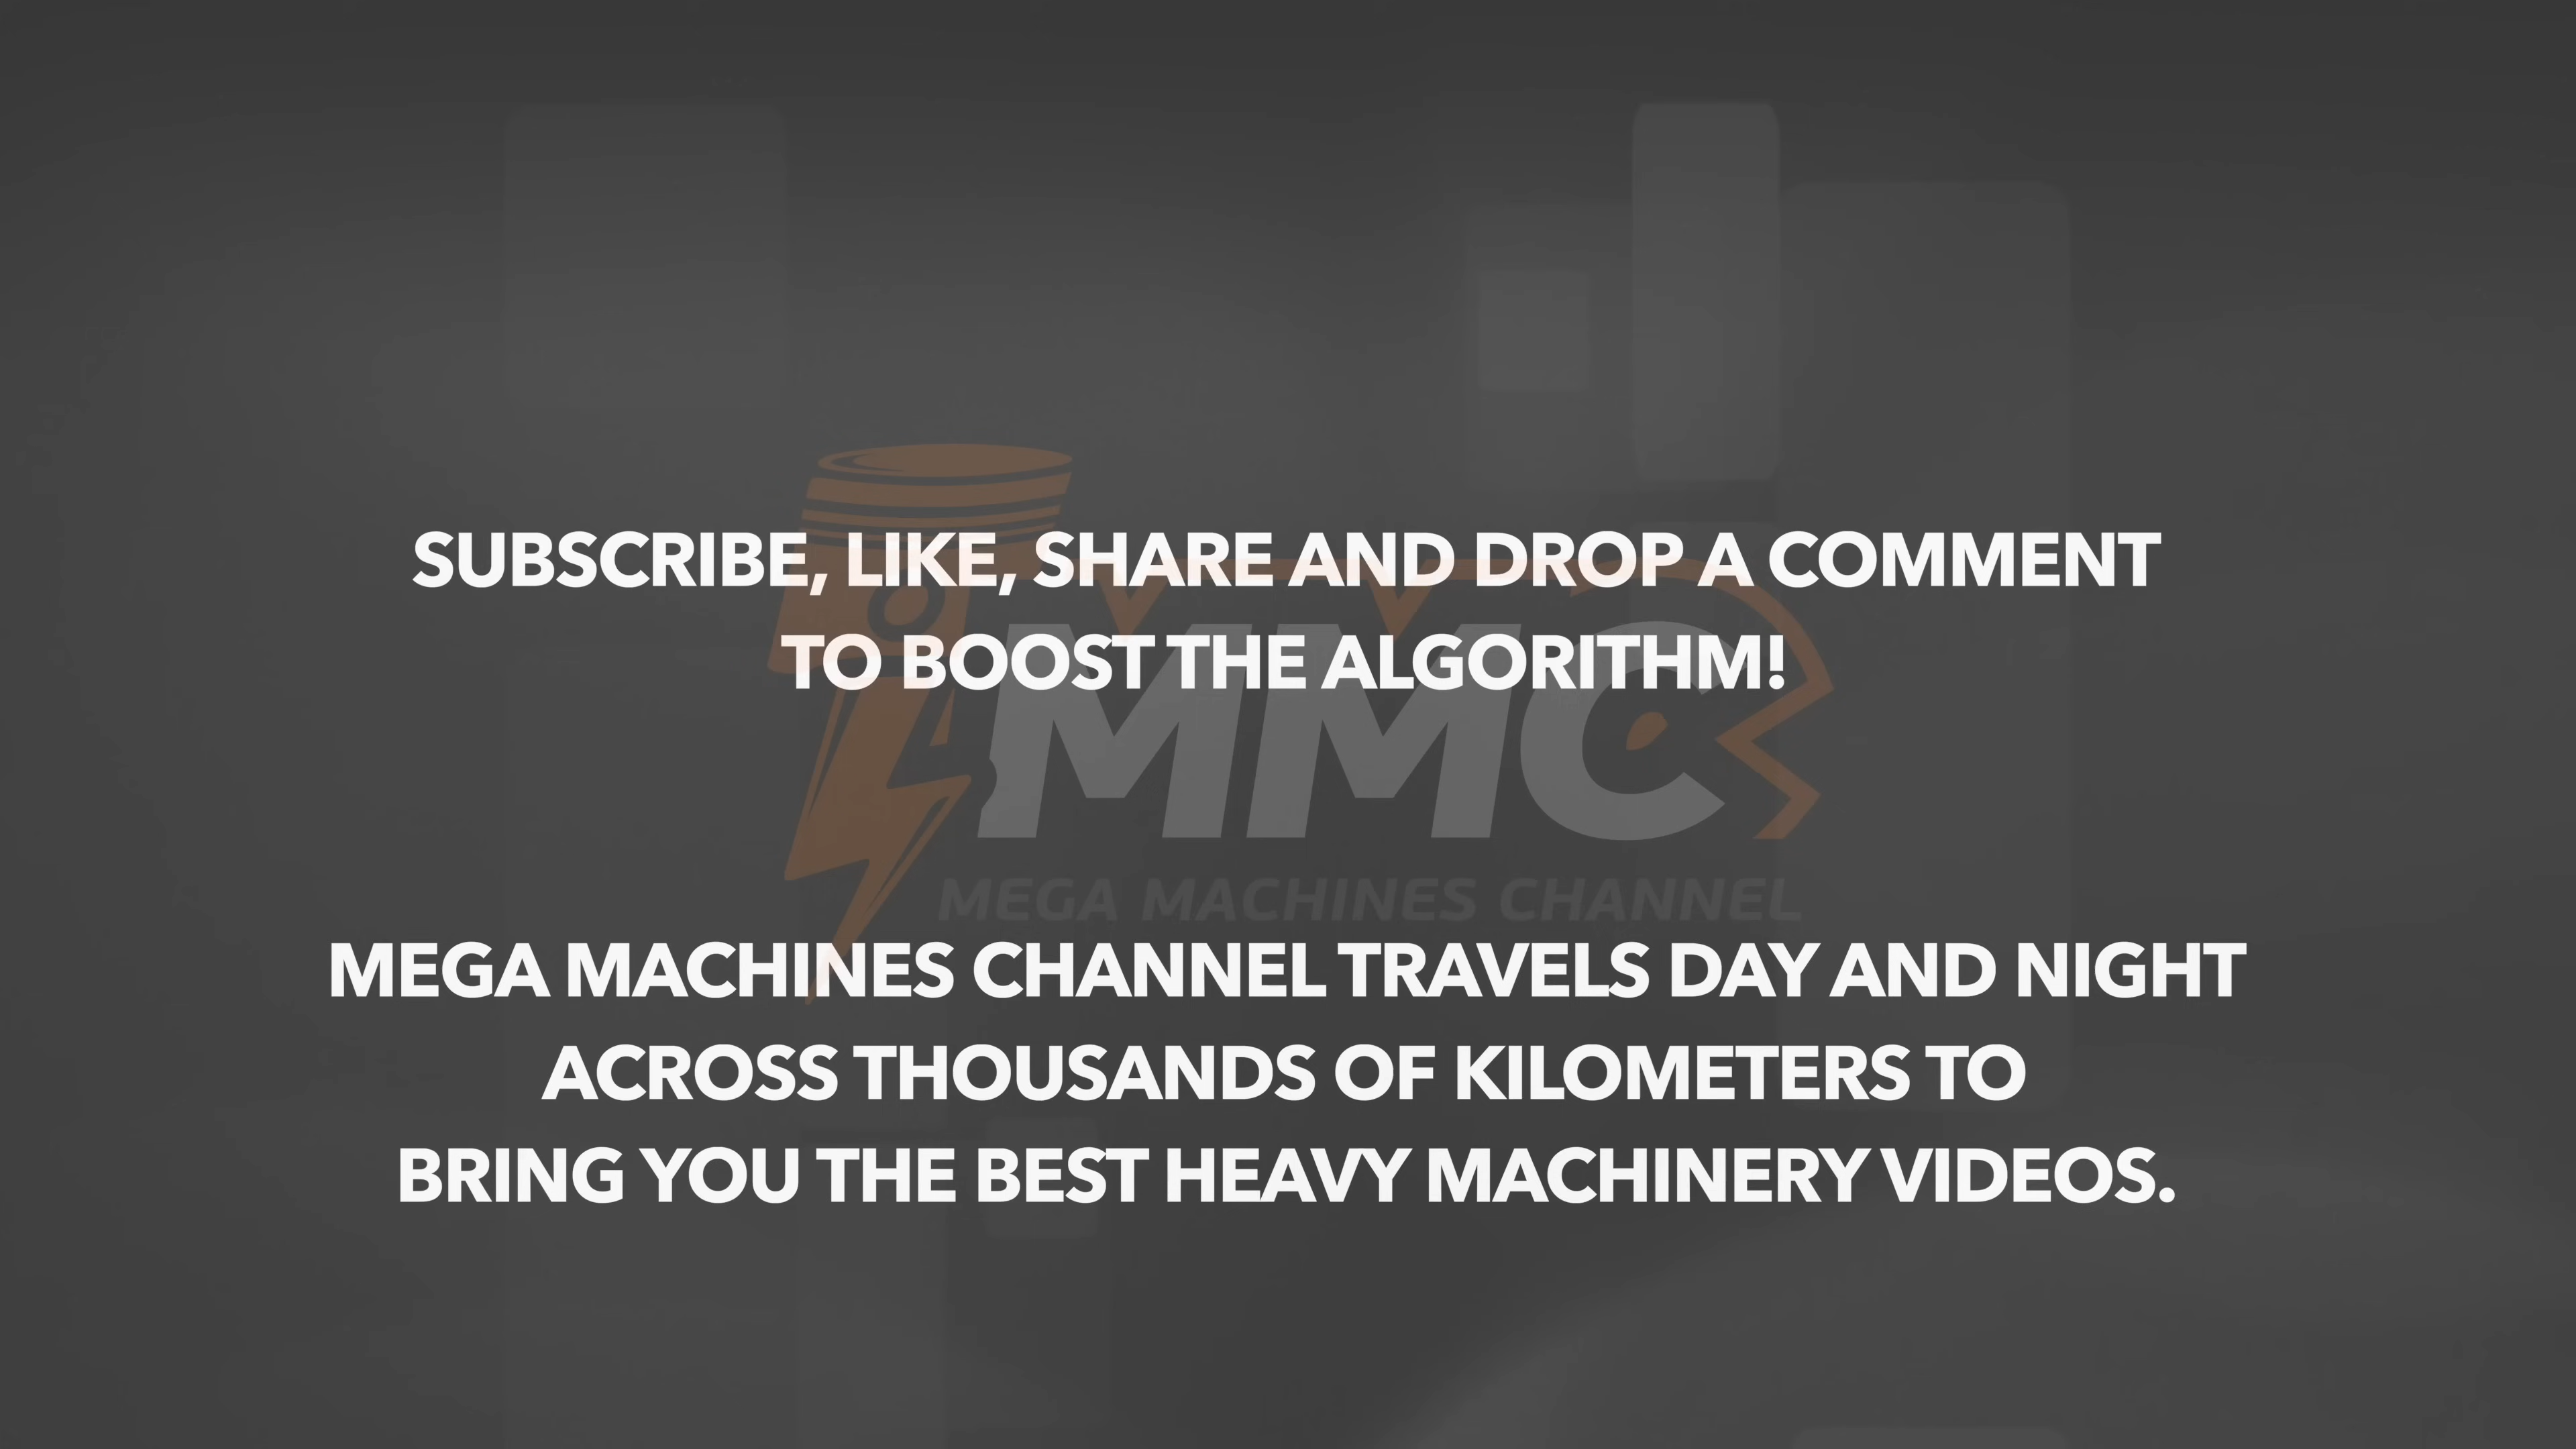 SUBSCRIBE, LIKE, SHARE AND DROP A COMMENT
TO BOOST THE ALGORITHM!
MMC
MEGA MACHINES CHANNEL
MEGA MACHINES CHANNEL TRAVELS DAY AND NIGHT
ACROSS THOUSANDS OF KILOMETERS TO
BRING YOU THE BEST HEAVY MACHINERY VIDEOS.